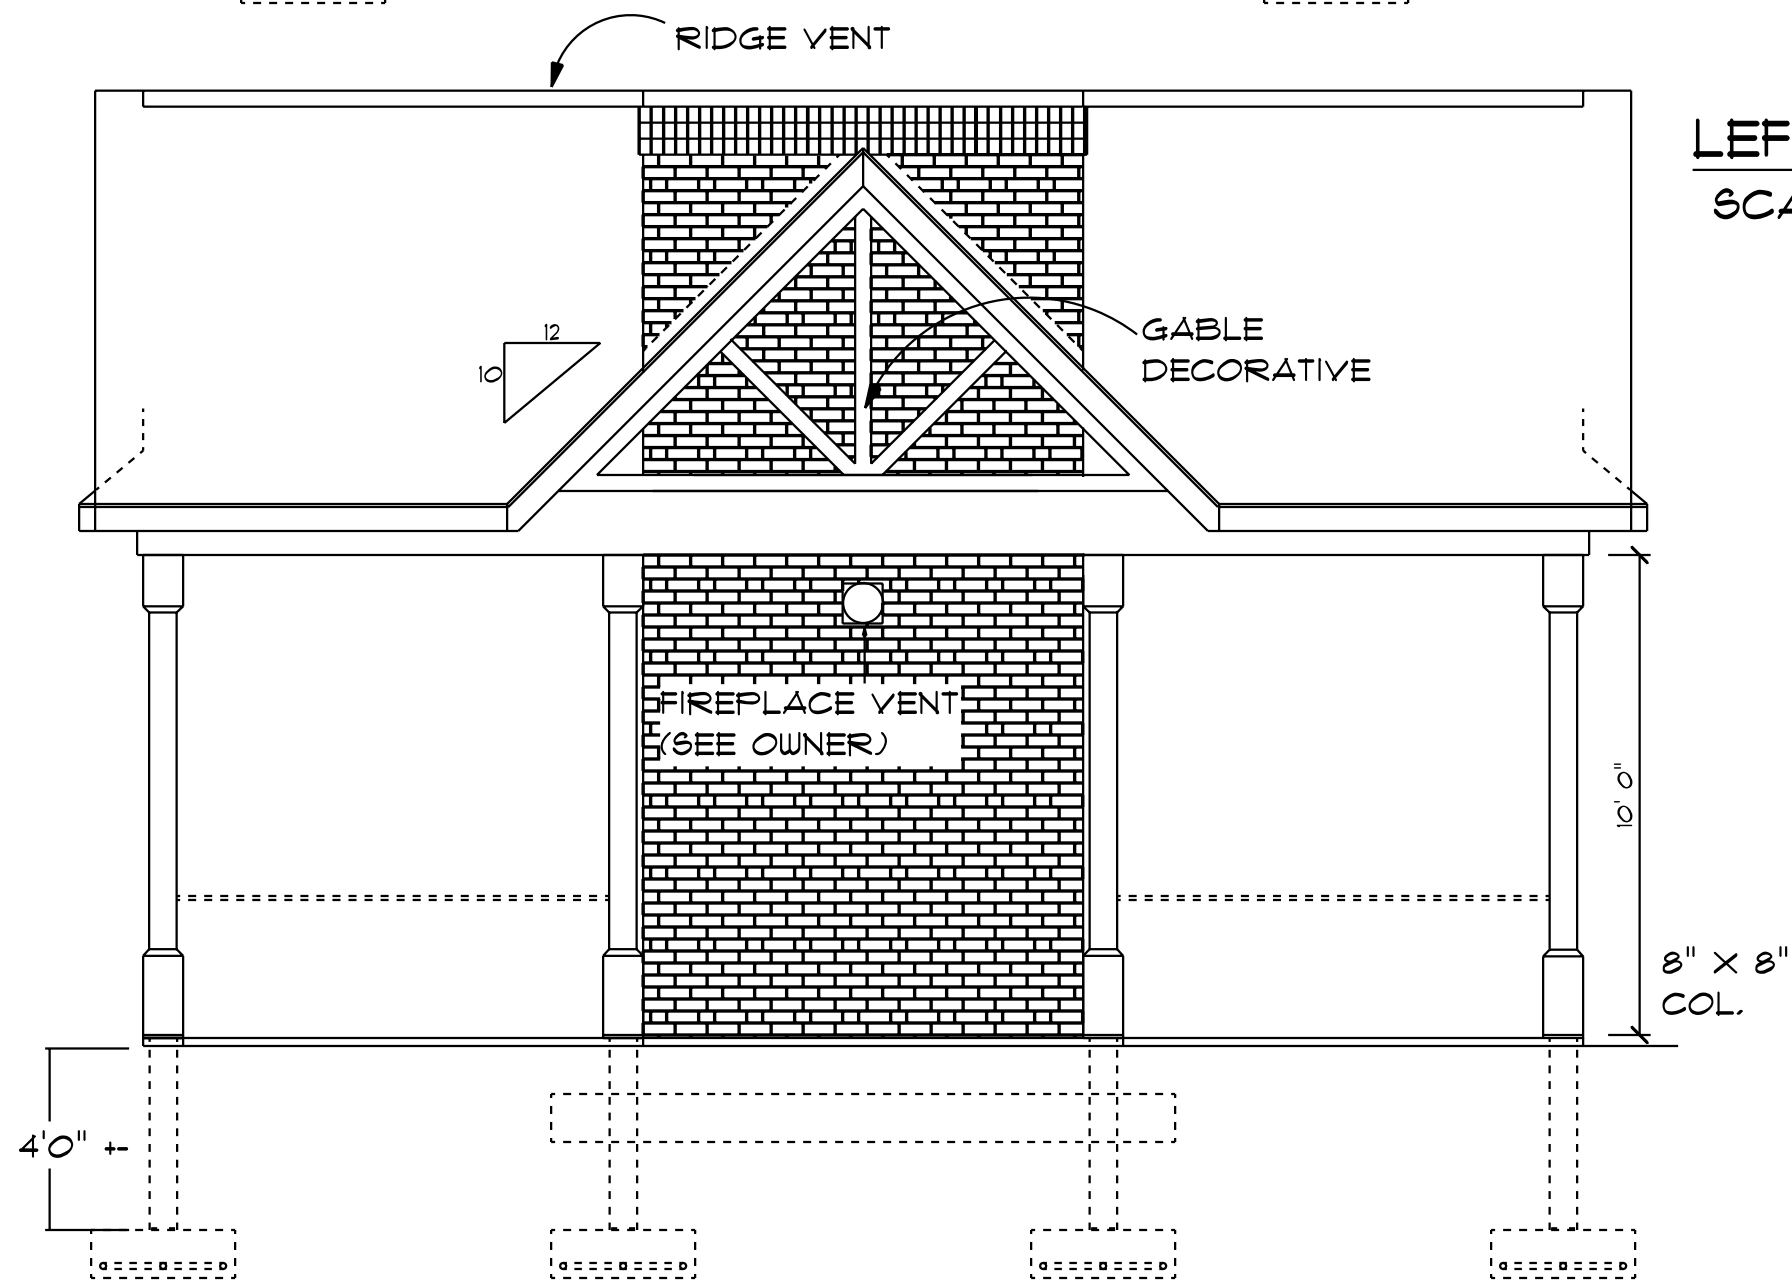 RIDGE VENT
LEF
SCA
12
10
GABLE
DECORATIVE
FIREPLACE VENT
(SEE OWNER)
10' 0"
8" X 8"
COL.
4'0" +-